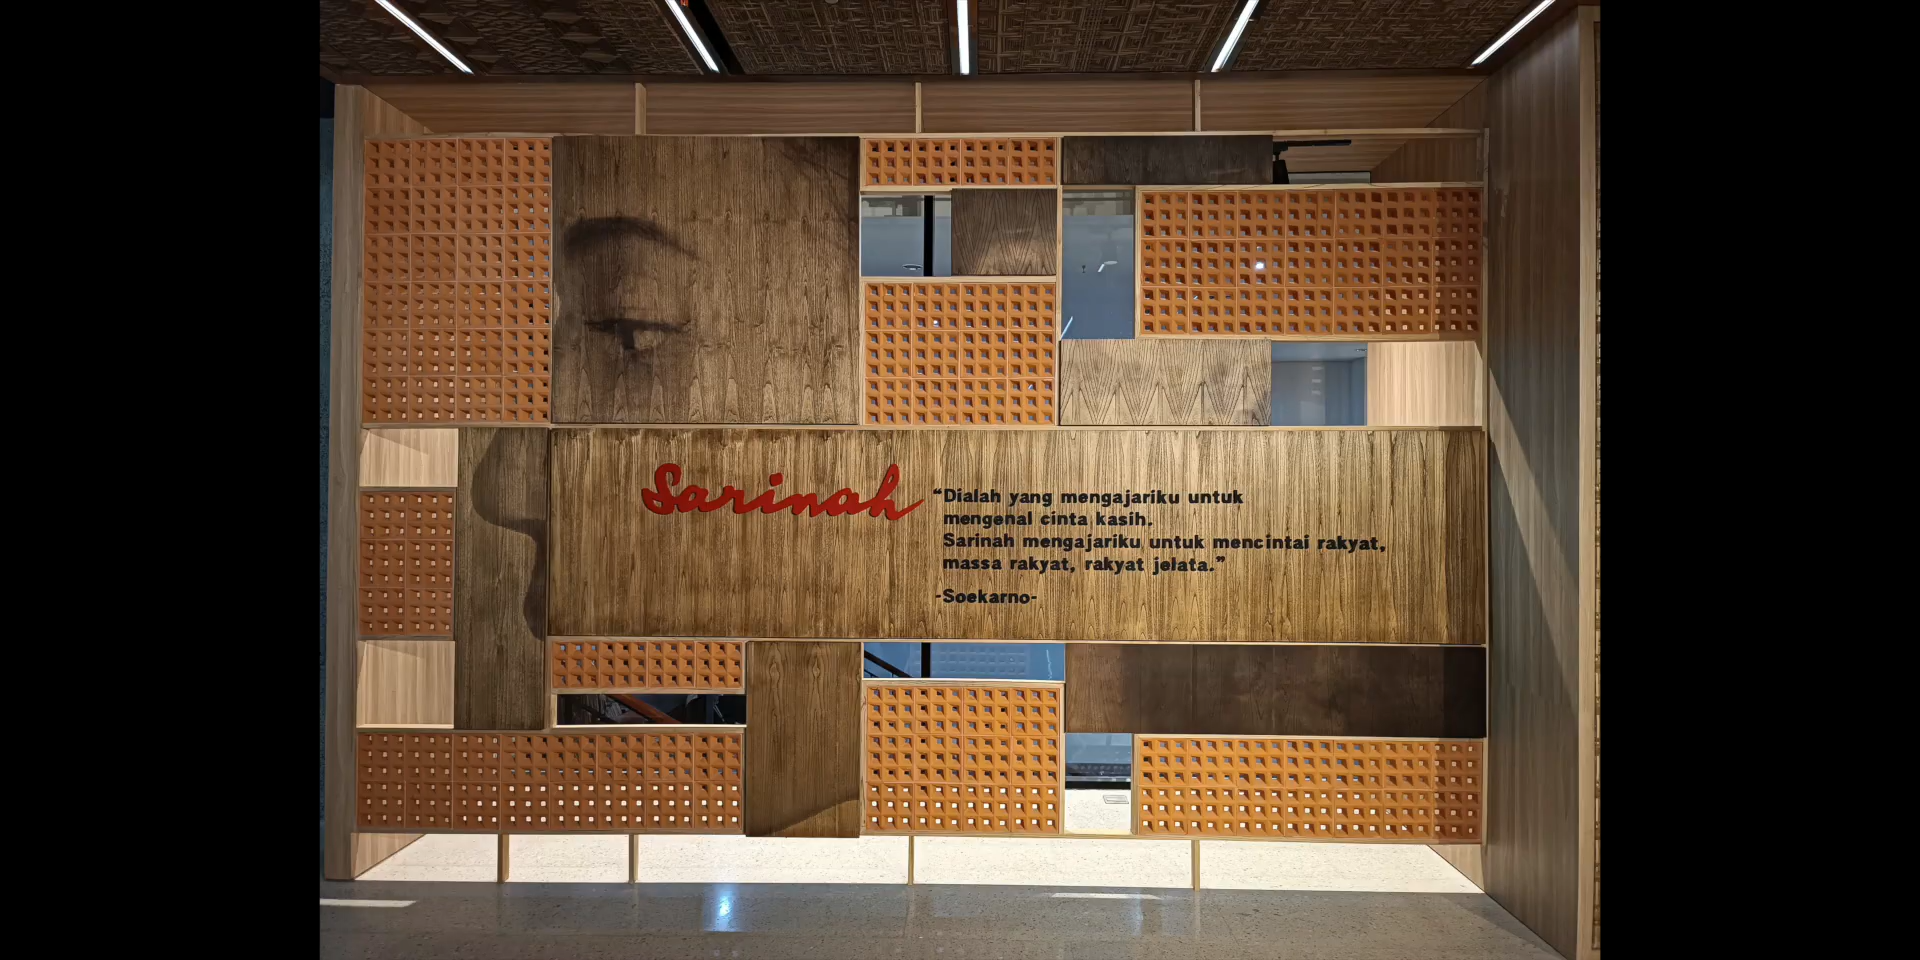 Sarinah
“Dialah yang mengajariku untuk
mengenal cinta kasih.
Sarinah mengajariku untuk mencintai rakyat,
massa rakyat, rakyat jelata.”
-Soekarno-